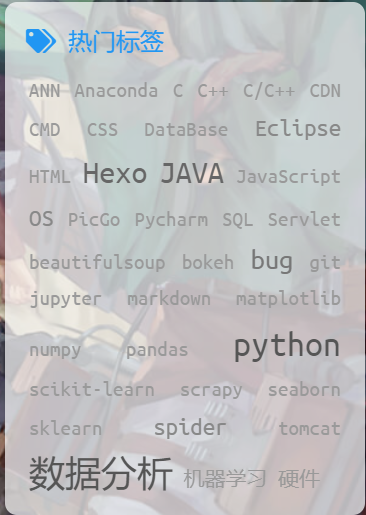 热门标签
ANN Anaconda C C++ C/C++ CDN
CMD CSS DataBase Eclipse
HTML Hexo JAVA JavaScript
OS PicGo Pycharm SQL Servlet
beautifulsoup bokeh bug git
jupyter markdown matplotlib
numpy pandas python
scikit-learn scrapy seaborn
sklearn spider tomcat
数据分析 机器学习 硬件